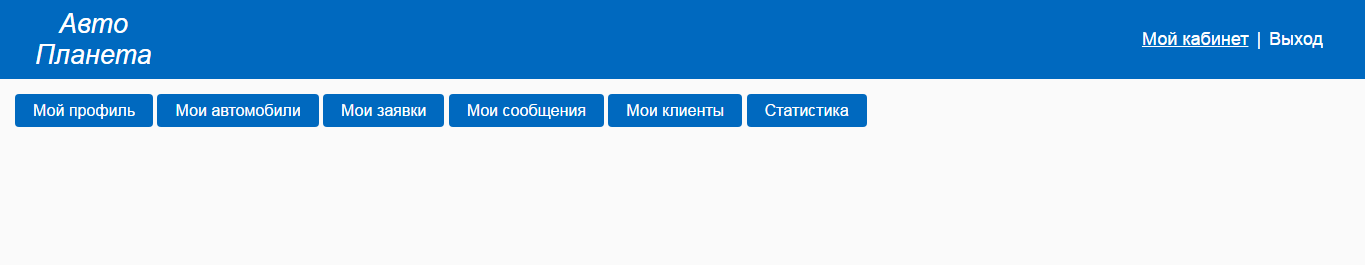 Авто
Планета
Мой кабинет | Выход
Мой профиль Мои автомобили Мои заявки Мои сообщения Мои клиенты Статистика